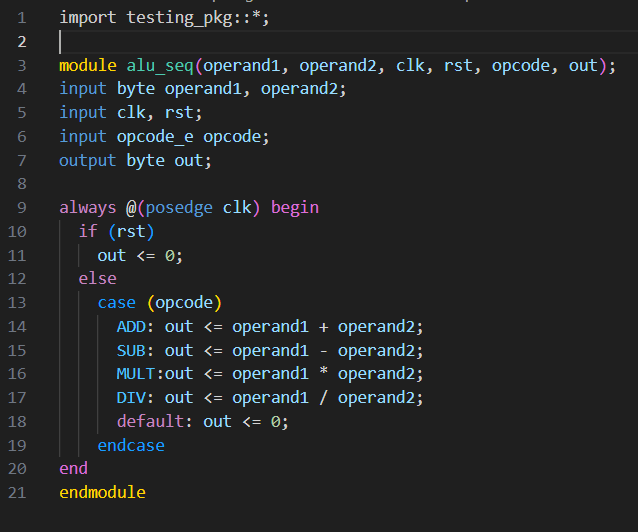 1 import testing_pkg::*;
2
3 module alu_seq(operand1, operand2, clk, rst, opcode, out);
4 input byte operand1, operand2;
5 input clk, rst;
6 input opcode_e opcode;
7 output byte out;
8
9 always @(posedge clk) begin
10   if (rst)
11     out <= 0;
12   else
13     case (opcode)
14       ADD: out <= operand1 + operand2;
15       SUB: out <= operand1 - operand2;
16       MULT:out <= operand1 * operand2;
17       DIV: out <= operand1 / operand2;
18       default: out <= 0;
19     endcase
20 end
21 endmodule